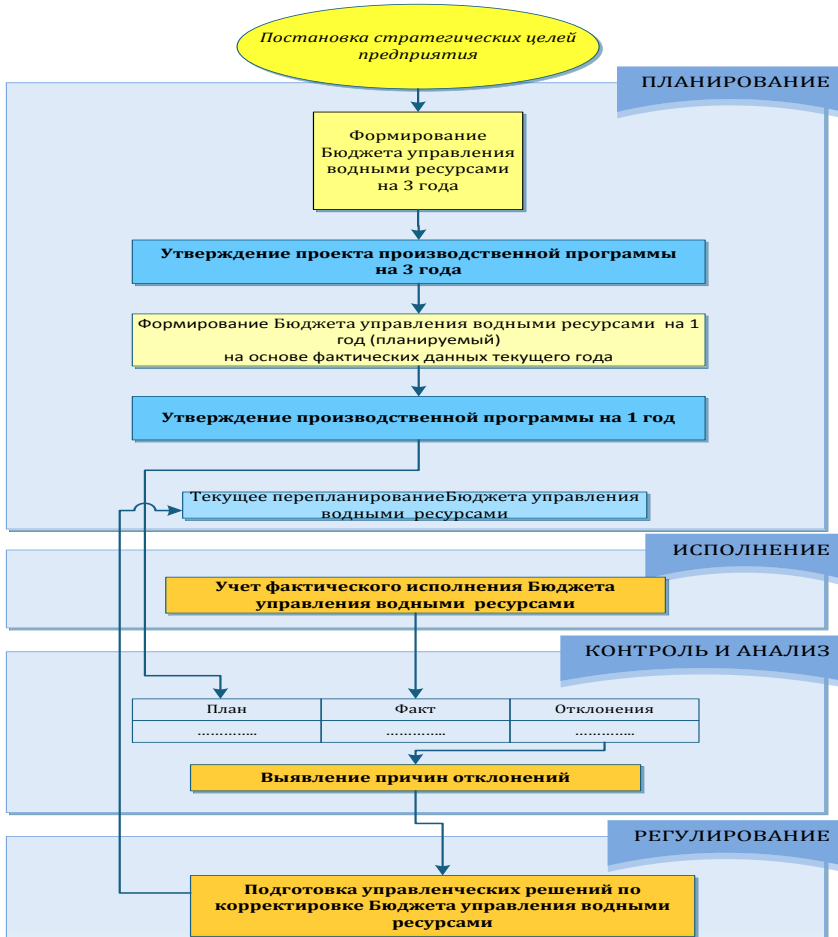 Постановка стратегических целей
предприятия
ПЛАНИРОВАНИЕ
Формирование
Бюджета управления
водными ресурсами
на 3 года
Утверждение проекта производственной программы
на 3 года
Формирование Бюджета управления водными ресурсами на 1
год (планируемый)
на основе фактических данных текущего года
Утверждение производственной программы на 1 год
Текущее перепланированиеБюджета управления
водными ресурсами
ИСПОЛНЕНИЕ
Учет фактического исполнения Бюджета
управления водными ресурсами
КОНТРОЛЬ И АНАЛИЗ
План Факт Отклонения
………….. ………….. …………..
Выявление причин отклонений
РЕГУЛИРОВАНИЕ
Подготовка управленческих решений по
корректировке Бюджета управления водными
ресурсами